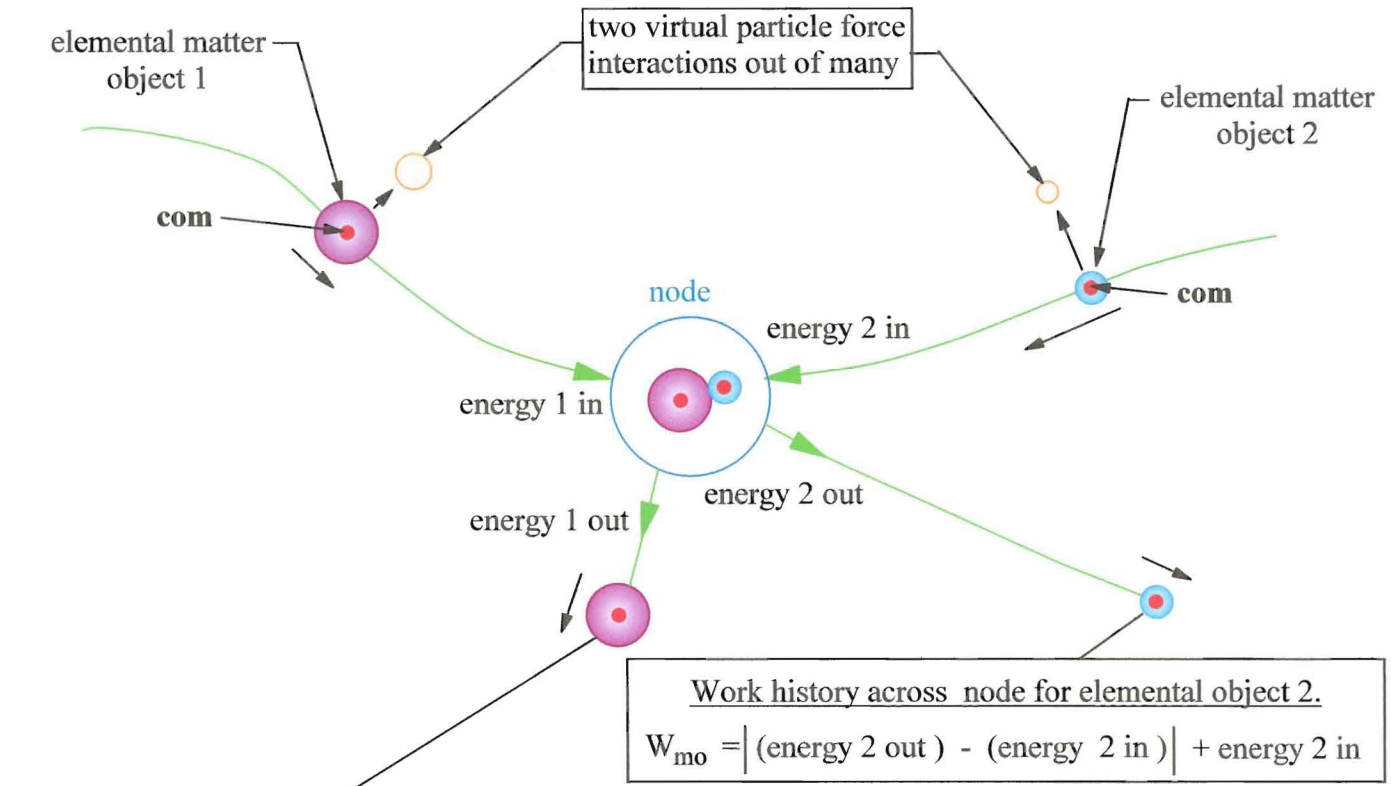 two virtual particle force
interactions out of many
elemental matter
object 1
elemental matter
object 2
com
com
node
energy 2 in
energy 1 in
energy 2 out
energy 1 out
Work history across node for elemental object 2.
Wmo =|(energy 2 out ) - (energy 2 in )| + energy 2 in